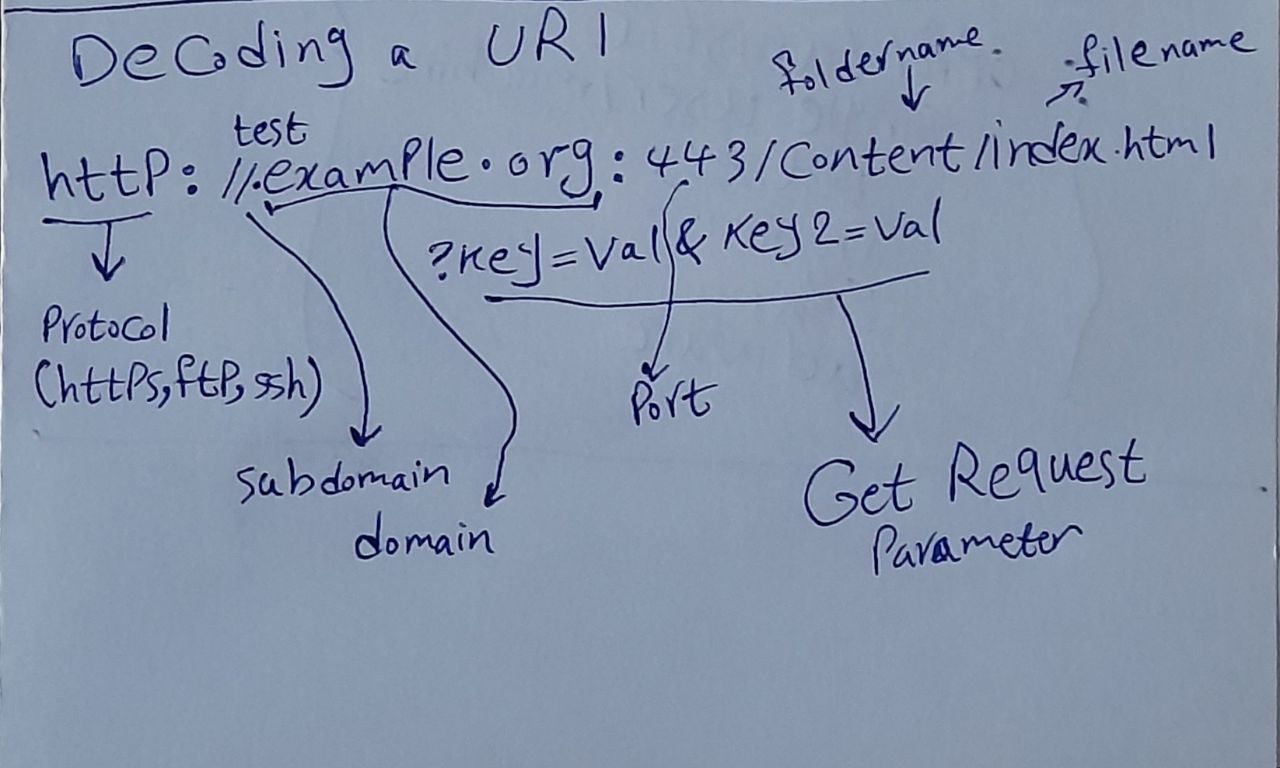 Decoding a URI
foldername.
filename
test
http://.example.org:443/Content/index.html
?key=Val&Key2=Val
Protocol
(https,ftp,ssh)
Port
subdomain
domain
Get Request
Parameter